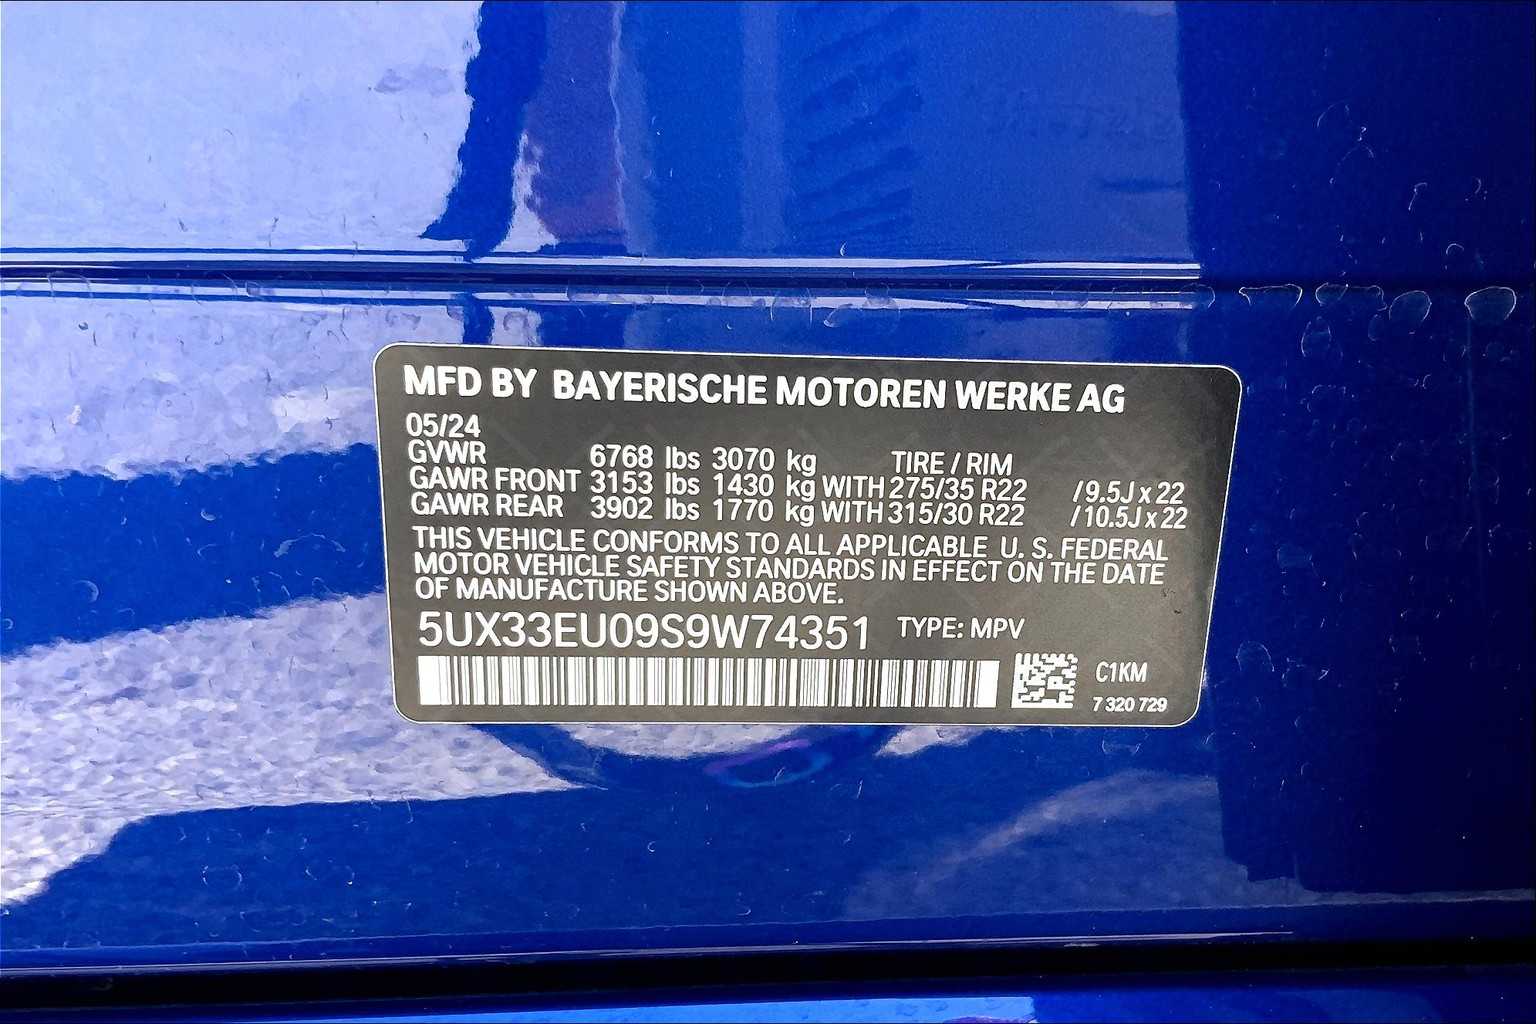 MFD BY BAYERISCHE MOTOREN WERKE AG
05/24
GVWR 6768 lbs 3070 kg TIRE / RIM
GAWR FRONT 3153 lbs 1430 kg WITH 275/35 R22 / 9.5J x 22
GAWR REAR 3902 lbs 1770 kg WITH 315/30 R22 / 10.5J x 22
THIS VEHICLE CONFORMS TO ALL APPLICABLE U. S. FEDERAL
MOTOR VEHICLE SAFETY STANDARDS IN EFFECT ON THE DATE
OF MANUFACTURE SHOWN ABOVE.
5UX33EU09S9W74351 TYPE: MPV
C1KM
7 320 729